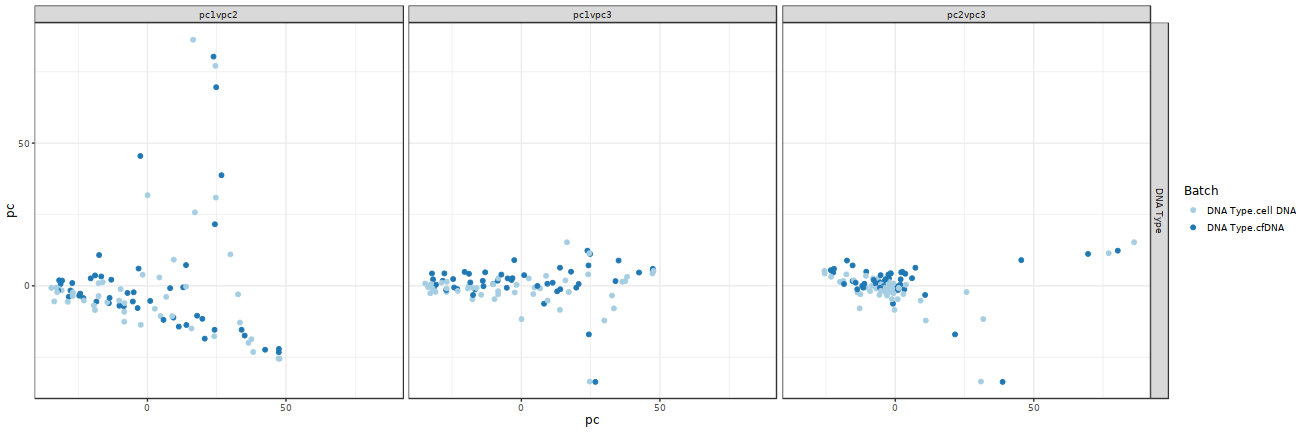 pc1vpc2
pc1vpc3
pc2vpc3
50
0
pc
0
50
0
50
0
50
pc
DNA Type
Batch
DNA Type.cell DNA
DNA Type.cfDNA